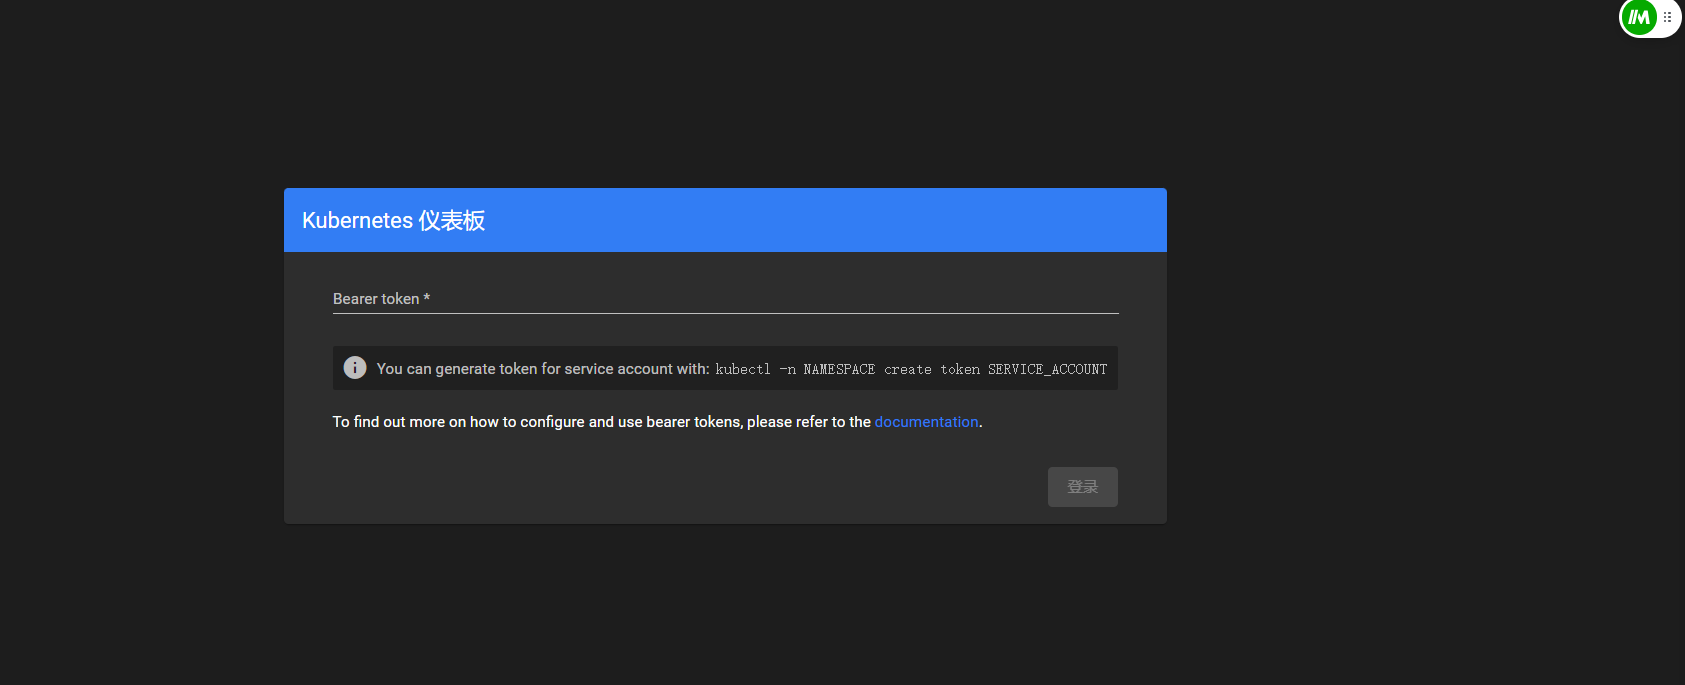 Kubernetes 仪表板
Bearer token *
You can generate token for service account with: kubectl -n NAMESPACE create token SERVICE_ACCOUNT
To find out more on how to configure and use bearer tokens, please refer to the documentation.
登录